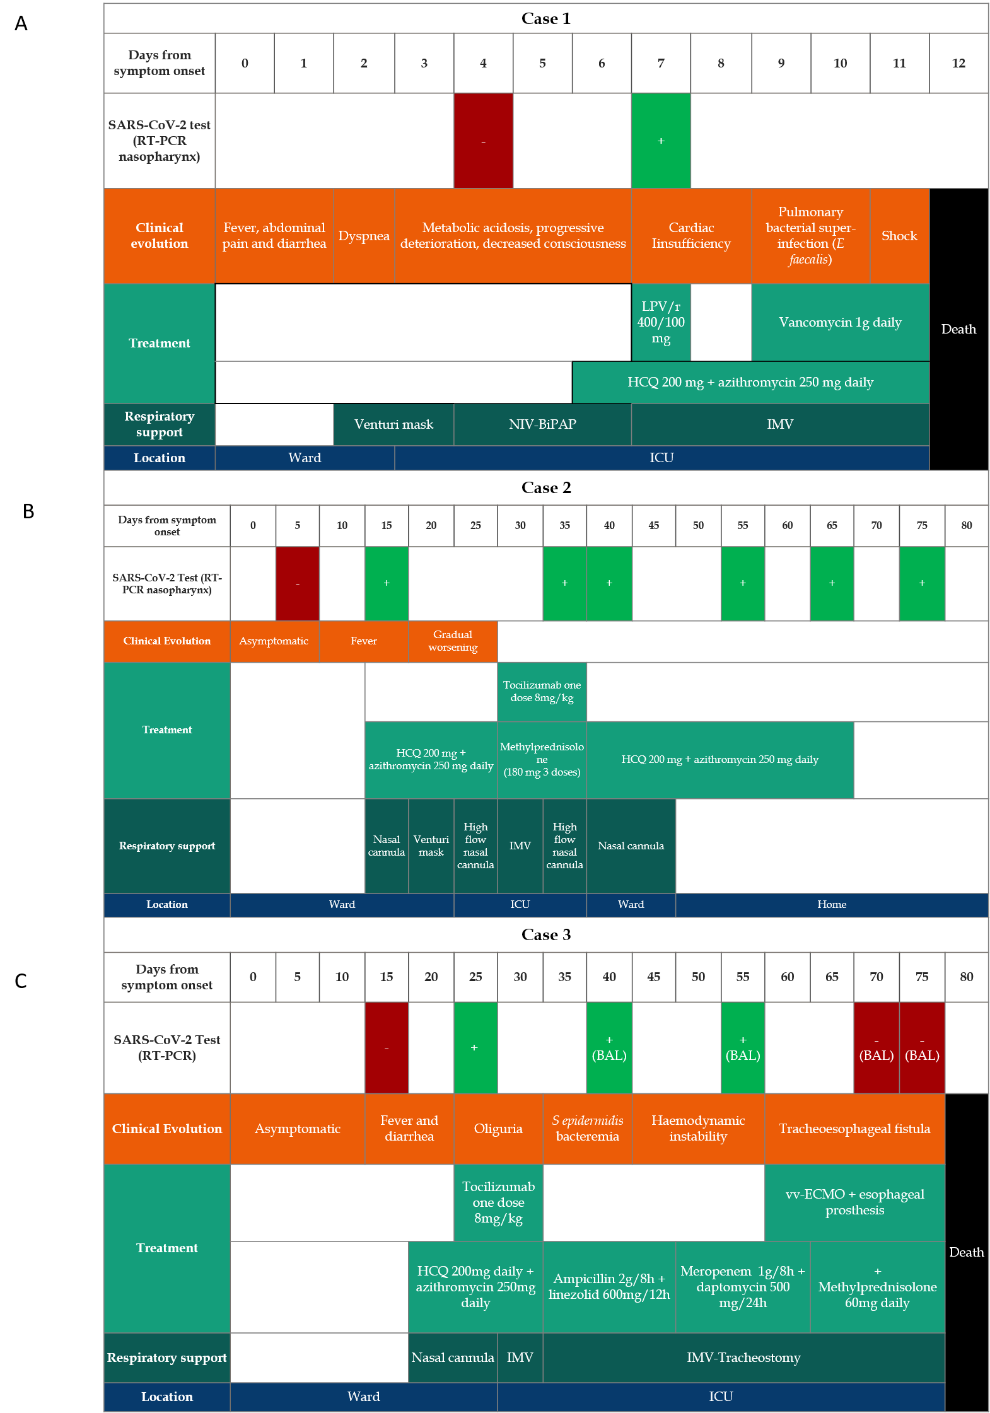 A
Case 1
Days from
symptom onset
0 1 2 3 4 5 6 7 8 9 10 11 12
SARS-CoV-2 test
(RT-PCR
nasopharynx)
-
+
Clinical
evolution
Fever, abdominal
pain and diarrhea
Dyspnea
Metabolic acidosis, progressive
deterioration, decreased consciousness
Cardiac
Iinsufficiency
Pulmonary
bacterial super-
infection (E
faecalis)
Shock
Death
Treatment
LPV/r
400/100
mg
Vancomycin 1g daily
HCQ 200 mg + azithromycin 250 mg daily
Respiratory
support
Venturi mask
NIV-BiPAP
IMV
Location
Ward
ICU
B
Case 2
Days from symptom
onset
0 5 10 15 20 25 30 35 40 45 50 55 60 65 70 75 80
SARS-CoV-2 Test (RT-
PCR nasopharynx)
-
+
+
+
+
+
+
Clinical Evolution
Asymptomatic
Fever
Gradual
worsening
Treatment
Tocilizumab one
dose 8mg/kg
HCQ 200 mg +
azithromycin 250 mg daily
Methylprednisolo
ne
(180 mg 3 doses)
HCQ 200 mg + azithromycin 250 mg daily
Respiratory support
Nasal
cannula
Venturi
mask
High
flow
nasal
cannula
IMV
High
flow
nasal
cannula
Nasal cannula
Location
Ward
ICU
Ward
Home
C
Case 3
Days from
symptom onset
0 5 10 15 20 25 30 35 40 45 50 55 60 65 70 75 80
SARS-CoV-2 Test
(RT-PCR)
-
+
+
(BAL)
+
(BAL)
-
(BAL)
-
(BAL)
Clinical Evolution
Asymptomatic
Fever and
diarrhea
Oliguria
S epidermidis
bacteremia
Haemodynamic
instability
Tracheoesophageal fistula
Death
Treatment
Tocilizumab
one dose
8mg/kg
vv-ECMO + esophageal
prosthesis
HCQ 200mg daily +
azithromycin 250mg
daily
Ampicillin 2g/8h +
linezolid 600mg/12h
Meropenem 1g/8h +
daptomycin 500
mg/24h
+
Methylprednisolone
60mg daily
Respiratory support
Nasal cannula
IMV
IMV-Tracheostomy
Location
Ward
ICU